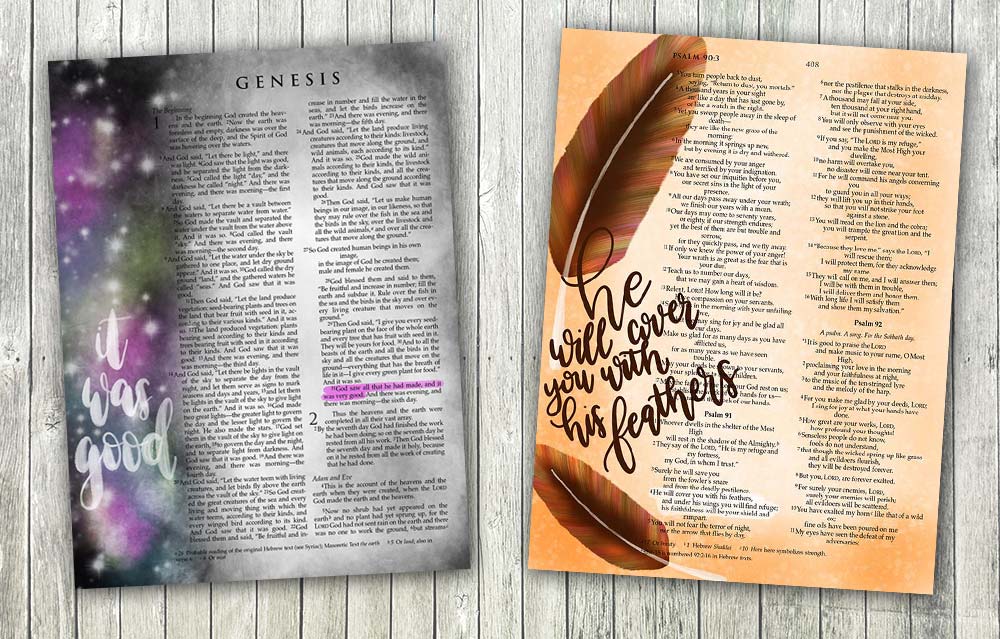 GENESIS
The Beginning
1 In the beginning God created the heav-
ens and the earth. 2Now the earth was
formless and empty, darkness was over the
surface of the deep, and the Spirit of God
was hovering over the waters.
3And God said, "Let there be light," and there
was light. 4God saw that the light was good,
and he separated the light from the dark-
ness. 5God called the light "day," and the
darkness he called "night." And there was
evening, and there was morning—the first
day.
6And God said, "Let there be a vault between
the waters to separate water from water."
7So God made the vault and separated the
water under the vault from the water above
it. And it was so. 8God called the vault
"sky." And there was evening, and there
was morning—the second day.
9And God said, "Let the water under the sky be
gathered to one place, and let dry ground
appear." And it was so. 10God called the dry
ground "land," and the gathered waters he
called "seas." And God saw that it was
good.
11Then God said, "Let the land produce
vegetation: seed-bearing plants and trees on
the land that bear fruit with seed in it, ac-
cording to their various kinds." And it was
so. 12The land produced vegetation: plants
bearing seed according to their kinds and
trees bearing fruit with seed in it according
to their kinds. And God saw that it was
good. 13And there was evening, and there
was morning—the third day.
14And God said, "Let there be lights in the vault
of the sky to separate the day from the
night, and let them serve as signs to mark
seasons and days and years, 15and let them
be lights in the vault of the sky to give light
on the earth." And it was so. 16God made
two great lights—the greater light to govern
the day and the lesser light to govern the
night. He also made the stars. 17God set
them in the vault of the sky to give light on
the earth, 18to govern the day and the night,
and to separate light from darkness. And
God saw that it was good. 19And there was
evening, and there was morning—the
fourth day.
20And God said, "Let the water teem with living
creatures, and let birds fly above the earth
across the vault of the sky." 21So God creat-
ed the great creatures of the sea and every
living and moving thing with which the
water teems, according to their kinds, and
every winged bird according to its kind.
And God saw that it was good. 22God
blessed them and said, "Be fruitful and in-
crease in number and fill the water in the
seas, and let the birds increase on the
earth." 23And there was evening, and there
was morning—the fifth day.
24And God said, "Let the land produce living
creatures according to their kinds: livestock,
creatures that move along the ground, and
wild animals, each according to its kind."
And it was so. 25God made the wild ani-
mals according to their kinds, the livestock
according to their kinds, and all the crea-
tures that move along the ground according
to their kinds. And God saw that it was
good.
26Then God said, "Let us make human
beings in our image, in our likeness, so that
they may rule over the fish in the sea and
the birds in the sky, over the livestock and
all the wild animals,a and over all the crea-
tures that move along the ground."
27So God created human beings in his own
image,
in the image of God he created them;
male and female he created them.
28God blessed them and said to them,
"Be fruitful and increase in number; fill the
earth and subdue it. Rule over the fish in the
sea and the birds in the sky and over ev-
ery living creature that moves on the
ground."
29Then God said, "I give you every seed-
bearing plant on the face of the whole earth
and every tree that has fruit with seed in it.
They will be yours for food. 30And to all the
beasts of the earth and all the birds in the
sky and all the creatures that move on the
ground—everything that has the breath of
life in it—I give every green plant for food."
And it was so.
31God saw all that he had made, and it
was very good. And there was evening, and
there was morning—the sixth day.
2 Thus the heavens and the earth were
completed in all their vast array.
2By the seventh day God had finished the work
he had been doing; so on the seventh day he
rested from all his work. 3Then God blessed
the seventh day and made it holy, because
on it he rested from all the work of creating
that he had done.
Adam and Eve
4This is the account of the heavens and the
earth when they were created, when the LORD
God made the earth and the heavens.
5Now no shrub had yet appeared on the
earthb and no plant had yet sprung up, for the
LORD God had not sent rain on the earth and there
was no one to work the ground, 6but streamsc
a26 Probable reading of the original Hebrew text (see Syriac); Masoretic Text the earth b5 Or land; also in
verse 6 c6 Or mist
it
was
good
PSALM 90:3
408
3You turn people back to dust,
saying, "Return to dust, you mortals."
4A thousand years in your sight
are like a day that has just gone by,
or like a watch in the night.
5Yet you sweep people away in the sleep of
death—
they are like the new grass of the
morning:
6In the morning it springs up new,
but by evening it is dry and withered.
7We are consumed by your anger
and terrified by your indignation.
8You have set our iniquities before you,
our secret sins in the light of your
presence.
9All our days pass away under your wrath;
we finish our years with a moan.
10Our days may come to seventy years,
or eighty, if our strength endures;
yet the best of them are but trouble and
sorrow,
for they quickly pass, and we fly away.
11If only we knew the power of your anger!
Your wrath is as great as the fear that
is your due.
12Teach us to number our days,
that we may gain a heart of wisdom.
13Relent, LORD! How long will it be?
compassion on your servants.
in the morning with your unfailing
sing for joy and be glad all
our days.
Make us glad for as many days as you have
afflicted us,
for as many years as we have seen
trouble.
your deeds be shown to your servants,
children.
our God rest on us;
of our hands for us—
of our hands.
Psalm 91
Whoever dwells in the shelter of the Most
High
will rest in the shadow of the Almighty.
2They say of the LORD, "He is my refuge and
my fortress,
my God, in whom I trust."
3Surely he will save you
from the fowler's snare
and from the deadly pestilence.
4He will cover you with his feathers,
and under his wings you will find refuge;
his faithfulness will be your shield and
rampart.
5You will not fear the terror of night,
nor the arrow that flies by day,
6nor the pestilence that stalks in the darkness,
nor the plague that destroys at midday.
7A thousand may fall at your side,
ten thousand at your right hand,
but it will not come near you.
8You will only observe with your eyes
and see the punishment of the wicked.
9If you say, "The LORD is my refuge,"
and you make the Most High your
dwelling,
10no harm will overtake you,
no disaster will come near your tent.
11For he will command his angels concerning
you
to guard you in all your ways;
12they will lift you up in their hands,
so that you will not strike your foot
against a stone.
13You will tread on the lion and the cobra;
you will trample the great lion and the
serpent.
14"Because they love me," says the LORD, "I
will rescue them;
I will protect them, for they acknowledge
my name.
15They will call on me, and I will answer them;
I will be with them in trouble,
I will deliver them and honor them.
16With long life I will satisfy them
and show them my salvation."
Psalm 92
A psalm. A song. For the Sabbath day.
1It is good to praise the LORD
and make music to your name, O Most
High,
2proclaiming your love in the morning
and your faithfulness at night,
3to the music of the ten-stringed lyre
and the melody of the harp.
4For you make me glad by your deeds, LORD;
I sing for joy at what your hands have
done.
5How great are your works, LORD,
how profound your thoughts!
6Senseless people do not know,
fools do not understand,
7that though the wicked spring up like grass
and all evildoers flourish,
they will be destroyed forever.
8But you, LORD, are forever exalted.
9For surely your enemies, LORD,
surely your enemies will perish;
all evildoers will be scattered.
10You have exalted my horn like that of a wild
ox;
fine oils have been poured on me
11My eyes have seen the defeat of my
adversaries;
17 Or beauty 1 Hebrew Shaddai 10 Horn here symbolizes strength.
is numbered 92:2-16 in Hebrew texts.
he
will cover
you with
his feathers